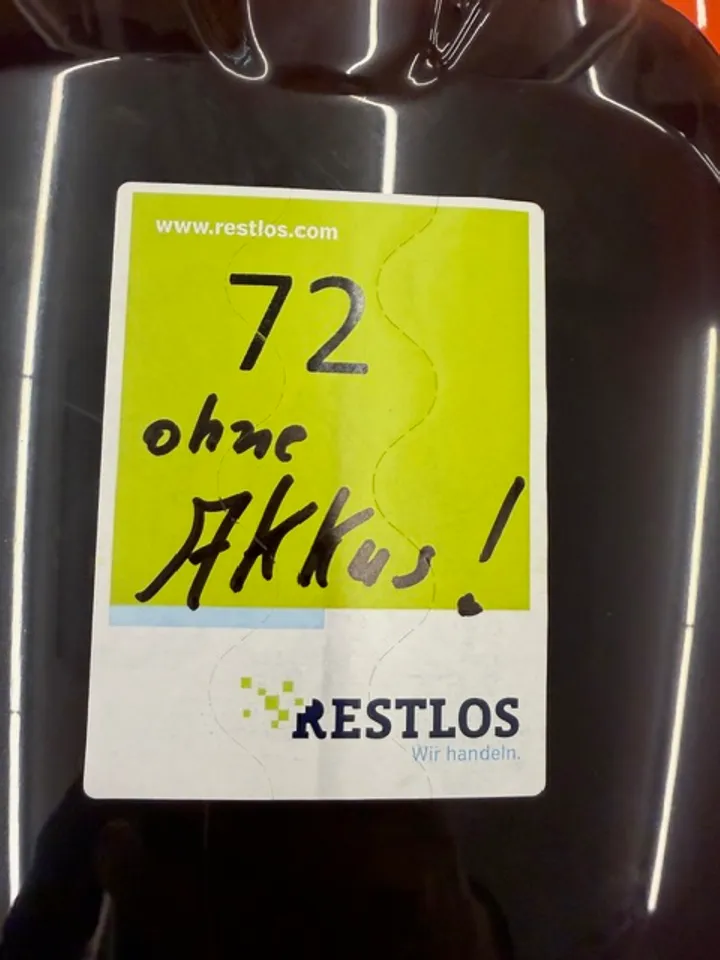 www.restlos.com
72
ohne
AKKus!
RESTLOS
Wir handeln.